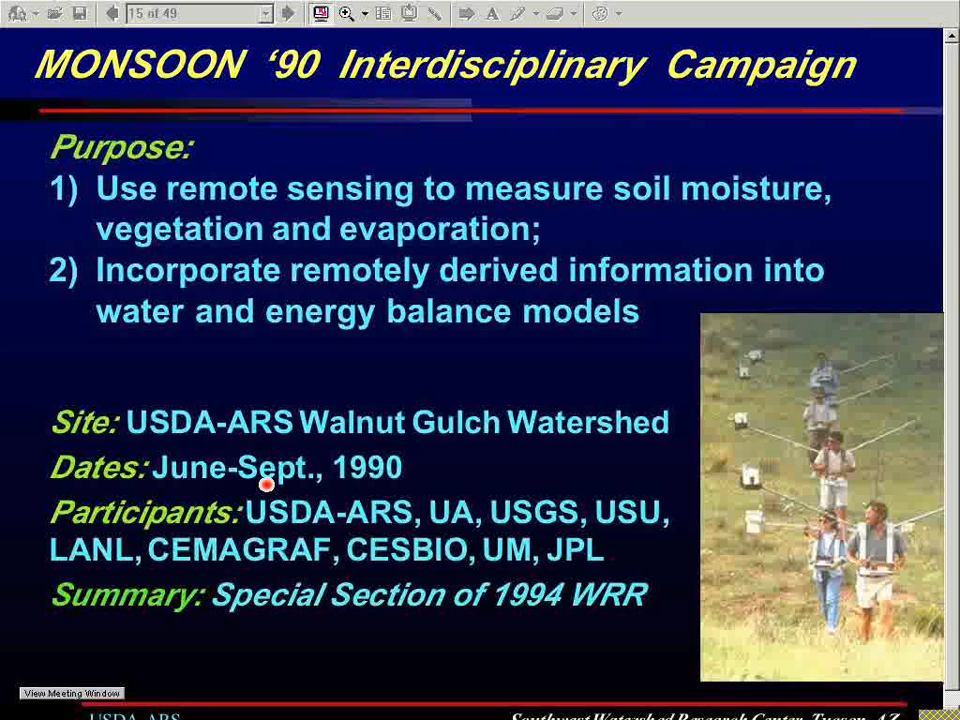 15 of 49
MONSOON ‘90 Interdisciplinary Campaign
Purpose:
1) Use remote sensing to measure soil moisture,
vegetation and evaporation;
2) Incorporate remotely derived information into
water and energy balance models
Site: USDA-ARS Walnut Gulch Watershed
Dates: June-Sept., 1990
Participants: USDA-ARS, UA, USGS, USU,
LANL, CEMAGRAF, CESBIO, UM, JPL
Summary: Special Section of 1994 WRR
View Meeting Window
USDA-ARS Southwest Watershed Research Center, Tucson, AZ